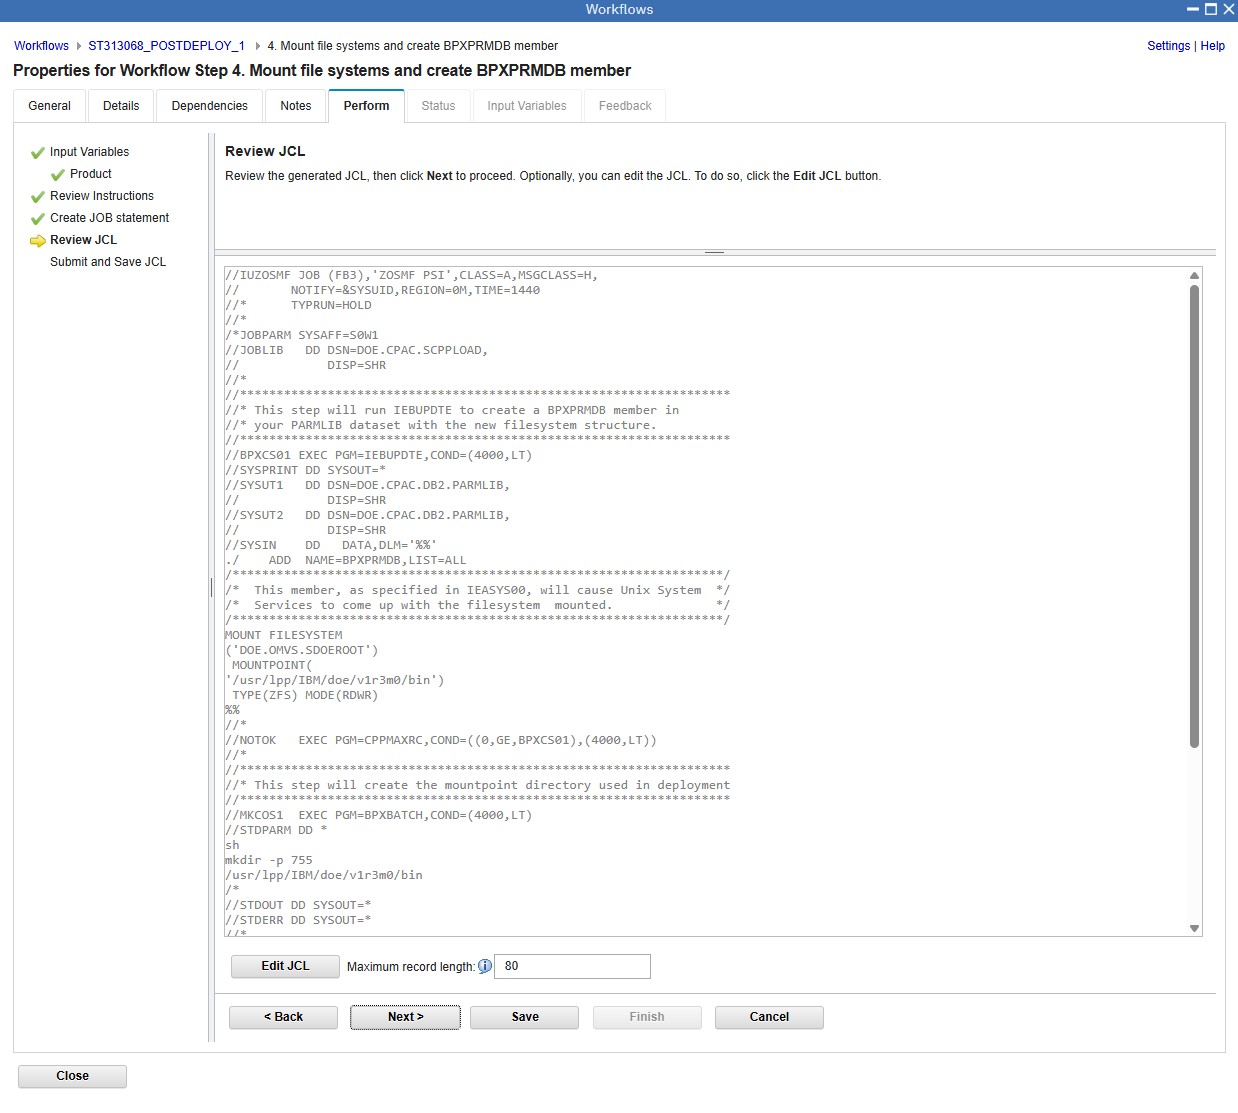 Workflows
Workflows ST313068_POSTDEPLOY_1 4. Mount file systems and create BPXPRMDB member
Settings | Help
Properties for Workflow Step 4. Mount file systems and create BPXPRMDB member
General Details Dependencies Notes Perform Status Input Variables Feedback
Input Variables
Product
Review Instructions
Create JOB statement
Review JCL
Submit and Save JCL
Review JCL
Review the generated JCL, then click Next to proceed. Optionally, you can edit the JCL. To do so, click the Edit JCL button.
//IUZOSMF JOB (FB3),'ZOSMF PSI',CLASS=A,MSGCLASS=H,
//       NOTIFY=&SYSUID,REGION=0M,TIME=1440
//*      TYPRUN=HOLD
//*
/*JOBPARM SYSAFF=S0W1
//JOBLIB   DD DSN=DOE.CPAC.SCPPLOAD,
//            DISP=SHR
//*
//*******************************************************************
//* This step will run IEBUPDTE to create a BPXPRMDB member in
//* your PARMLIB dataset with the new filesystem structure.
//*******************************************************************
//BPXCS01 EXEC PGM=IEBUPDTE,COND=(4000,LT)
//SYSPRINT DD SYSOUT=*
//SYSUT1   DD DSN=DOE.CPAC.DB2.PARMLIB,
//            DISP=SHR
//SYSUT2   DD DSN=DOE.CPAC.DB2.PARMLIB,
//            DISP=SHR
//SYSIN    DD   DATA,DLM='%%'
./    ADD  NAME=BPXPRMDB,LIST=ALL
/*******************************************************************/
/*  This member, as specified in IEASYS00, will cause Unix System  */
/*  Services to come up with the filesystem  mounted.              */
/*******************************************************************/
MOUNT FILESYSTEM
('DOE.OMVS.SDOEROOT')
 MOUNTPOINT(
'/usr/lpp/IBM/doe/v1r3m0/bin')
 TYPE(ZFS) MODE(RDWR)
%%
//*
//NOTOK   EXEC PGM=CPPMAXRC,COND=((0,GE,BPXCS01),(4000,LT))
//*
//*******************************************************************
//* This step will create the mountpoint directory used in deployment
//*******************************************************************
//MKCOS1  EXEC PGM=BPXBATCH,COND=(4000,LT)
//STDPARM DD *
sh
mkdir -p 755
/usr/lpp/IBM/doe/v1r3m0/bin
/*
//STDOUT DD SYSOUT=*
//STDERR DD SYSOUT=*
//*
Edit JCL Maximum record length: 80
< Back Next > Save Finish Cancel
Close